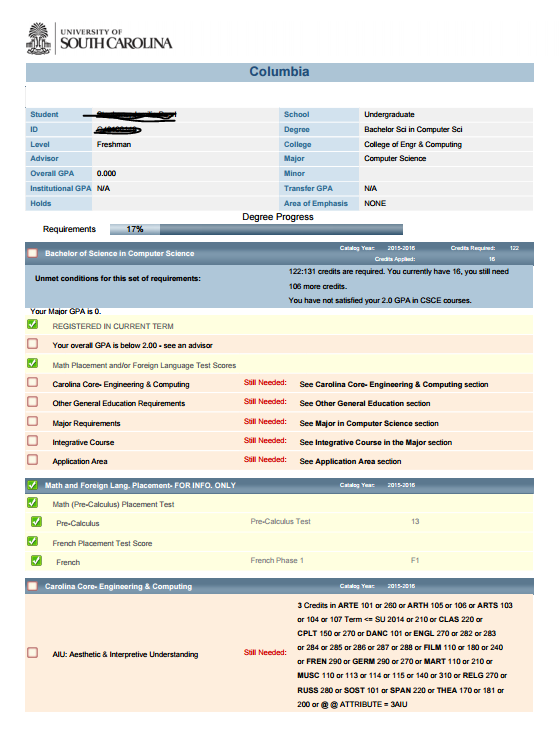 UNIVERSITY OF
SOUTH CAROLINA
Columbia
Student School Undergraduate
ID Degree Bachelor Sci in Computer Sci
Level Freshman College College of Engr & Computing
Advisor Major Computer Science
Overall GPA 0.000 Minor
Institutional GPA N/A Transfer GPA N/A
Holds Area of Emphasis NONE
Degree Progress
Requirements 17%
Bachelor of Science in Computer Science Catalog Year: 2015-2016 Credits Required: 122
Credits Applied: 16
Unmet conditions for this set of requirements: 122:131 credits are required. You currently have 16, you still need
106 more credits.
You have not satisfied your 2.0 GPA in CSCE courses.
Your Major GPA is 0.
REGISTERED IN CURRENT TERM
Your overall GPA is below 2.00 - see an advisor
Math Placement and/or Foreign Language Test Scores
Carolina Core- Engineering & Computing Still Needed: See Carolina Core- Engineering & Computing section
Other General Education Requirements Still Needed: See Other General Education section
Major Requirements Still Needed: See Major in Computer Science section
Integrative Course Still Needed: See Integrative Course in the Major section
Application Area Still Needed: See Application Area section
Math and Foreign Lang. Placement- FOR INFO. ONLY Catalog Year: 2015-2016
Math (Pre-Calculus) Placement Test
Pre-Calculus Pre-Calculus Test 13
French Placement Test Score
French French Phase 1 F1
Carolina Core- Engineering & Computing Catalog Year: 2015-2016
AIU: Aesthetic & Interpretive Understanding Still Needed: 3 Credits in ARTE 101 or 260 or ARTH 105 or 106 or ARTS 103
or 104 or 107 Term <= SU 2014 or 210 or CLAS 220 or
CPLT 150 or 270 or DANC 101 or ENGL 270 or 282 or 283
or 284 or 285 or 286 or 287 or 288 or FILM 110 or 180 or 240
or FREN 290 or GERM 290 or 270 or MART 110 or 210 or
MUSC 110 or 113 or 114 or 115 or 140 or 310 or RELG 270 or
RUSS 280 or SOST 101 or SPAN 220 or THEA 170 or 181 or
200 or @ @ ATTRIBUTE = 3AIU